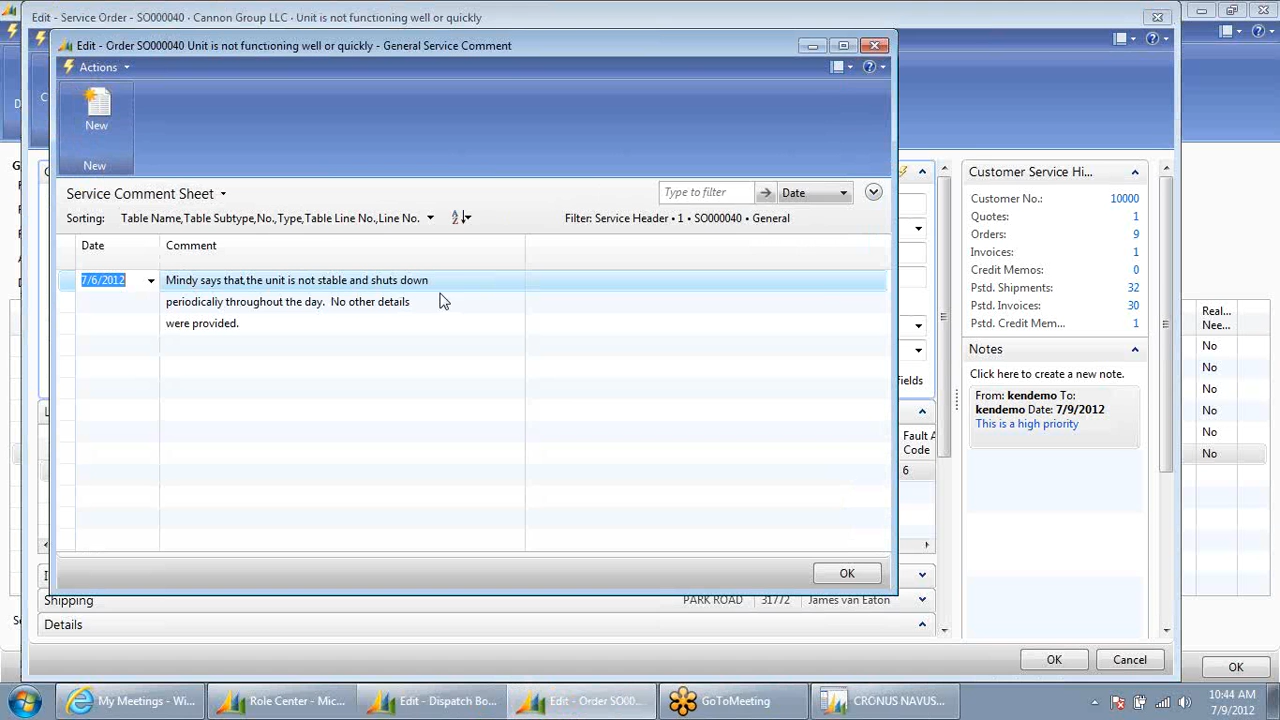 Edit - Service Order - SO000040 · Cannon Group LLC · Unit is not functioning well or quickly
Edit - Order SO000040 Unit is not functioning well or quickly - General Service Comment
Actions
New
New
Service Comment Sheet
Type to filter
Date
Sorting: Table Name,Table Subtype,No.,Type,Table Line No.,Line No.
Filter: Service Header • 1 • SO000040 • General
Date Comment
7/6/2012 Mindy says that,the unit is not stable and shuts down
periodically throughout the day. No other details
were provided.
OK
Customer Service Hi...
Customer No.: 10000
Quotes: 1
Orders: 9
Invoices: 1
Credit Memos: 0
Pstd. Shipments: 32
Pstd. Invoices: 30
Pstd. Credit Mem... 1
Notes
Click here to create a new note.
From: kendemo To:
kendemo Date: 7/9/2012
This is a high priority
ields
Fault A
Code
6
Real...
Nee...
No
No
No
No
No
No
Shipping PARK ROAD 31772 James van Eaton
Details
OK Cancel
OK
My Meetings - Wi...
Role Center - Mic...
Edit - Dispatch Bo...
Edit - Order SO00...
GoToMeeting
CRONUS NAVUS...
10:44 AM
7/9/2012